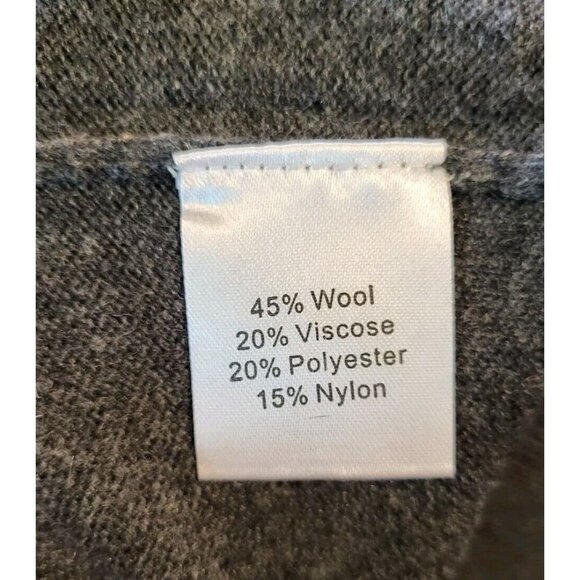 45% Wool
20% Viscose
20% Polyester
15% Nylon